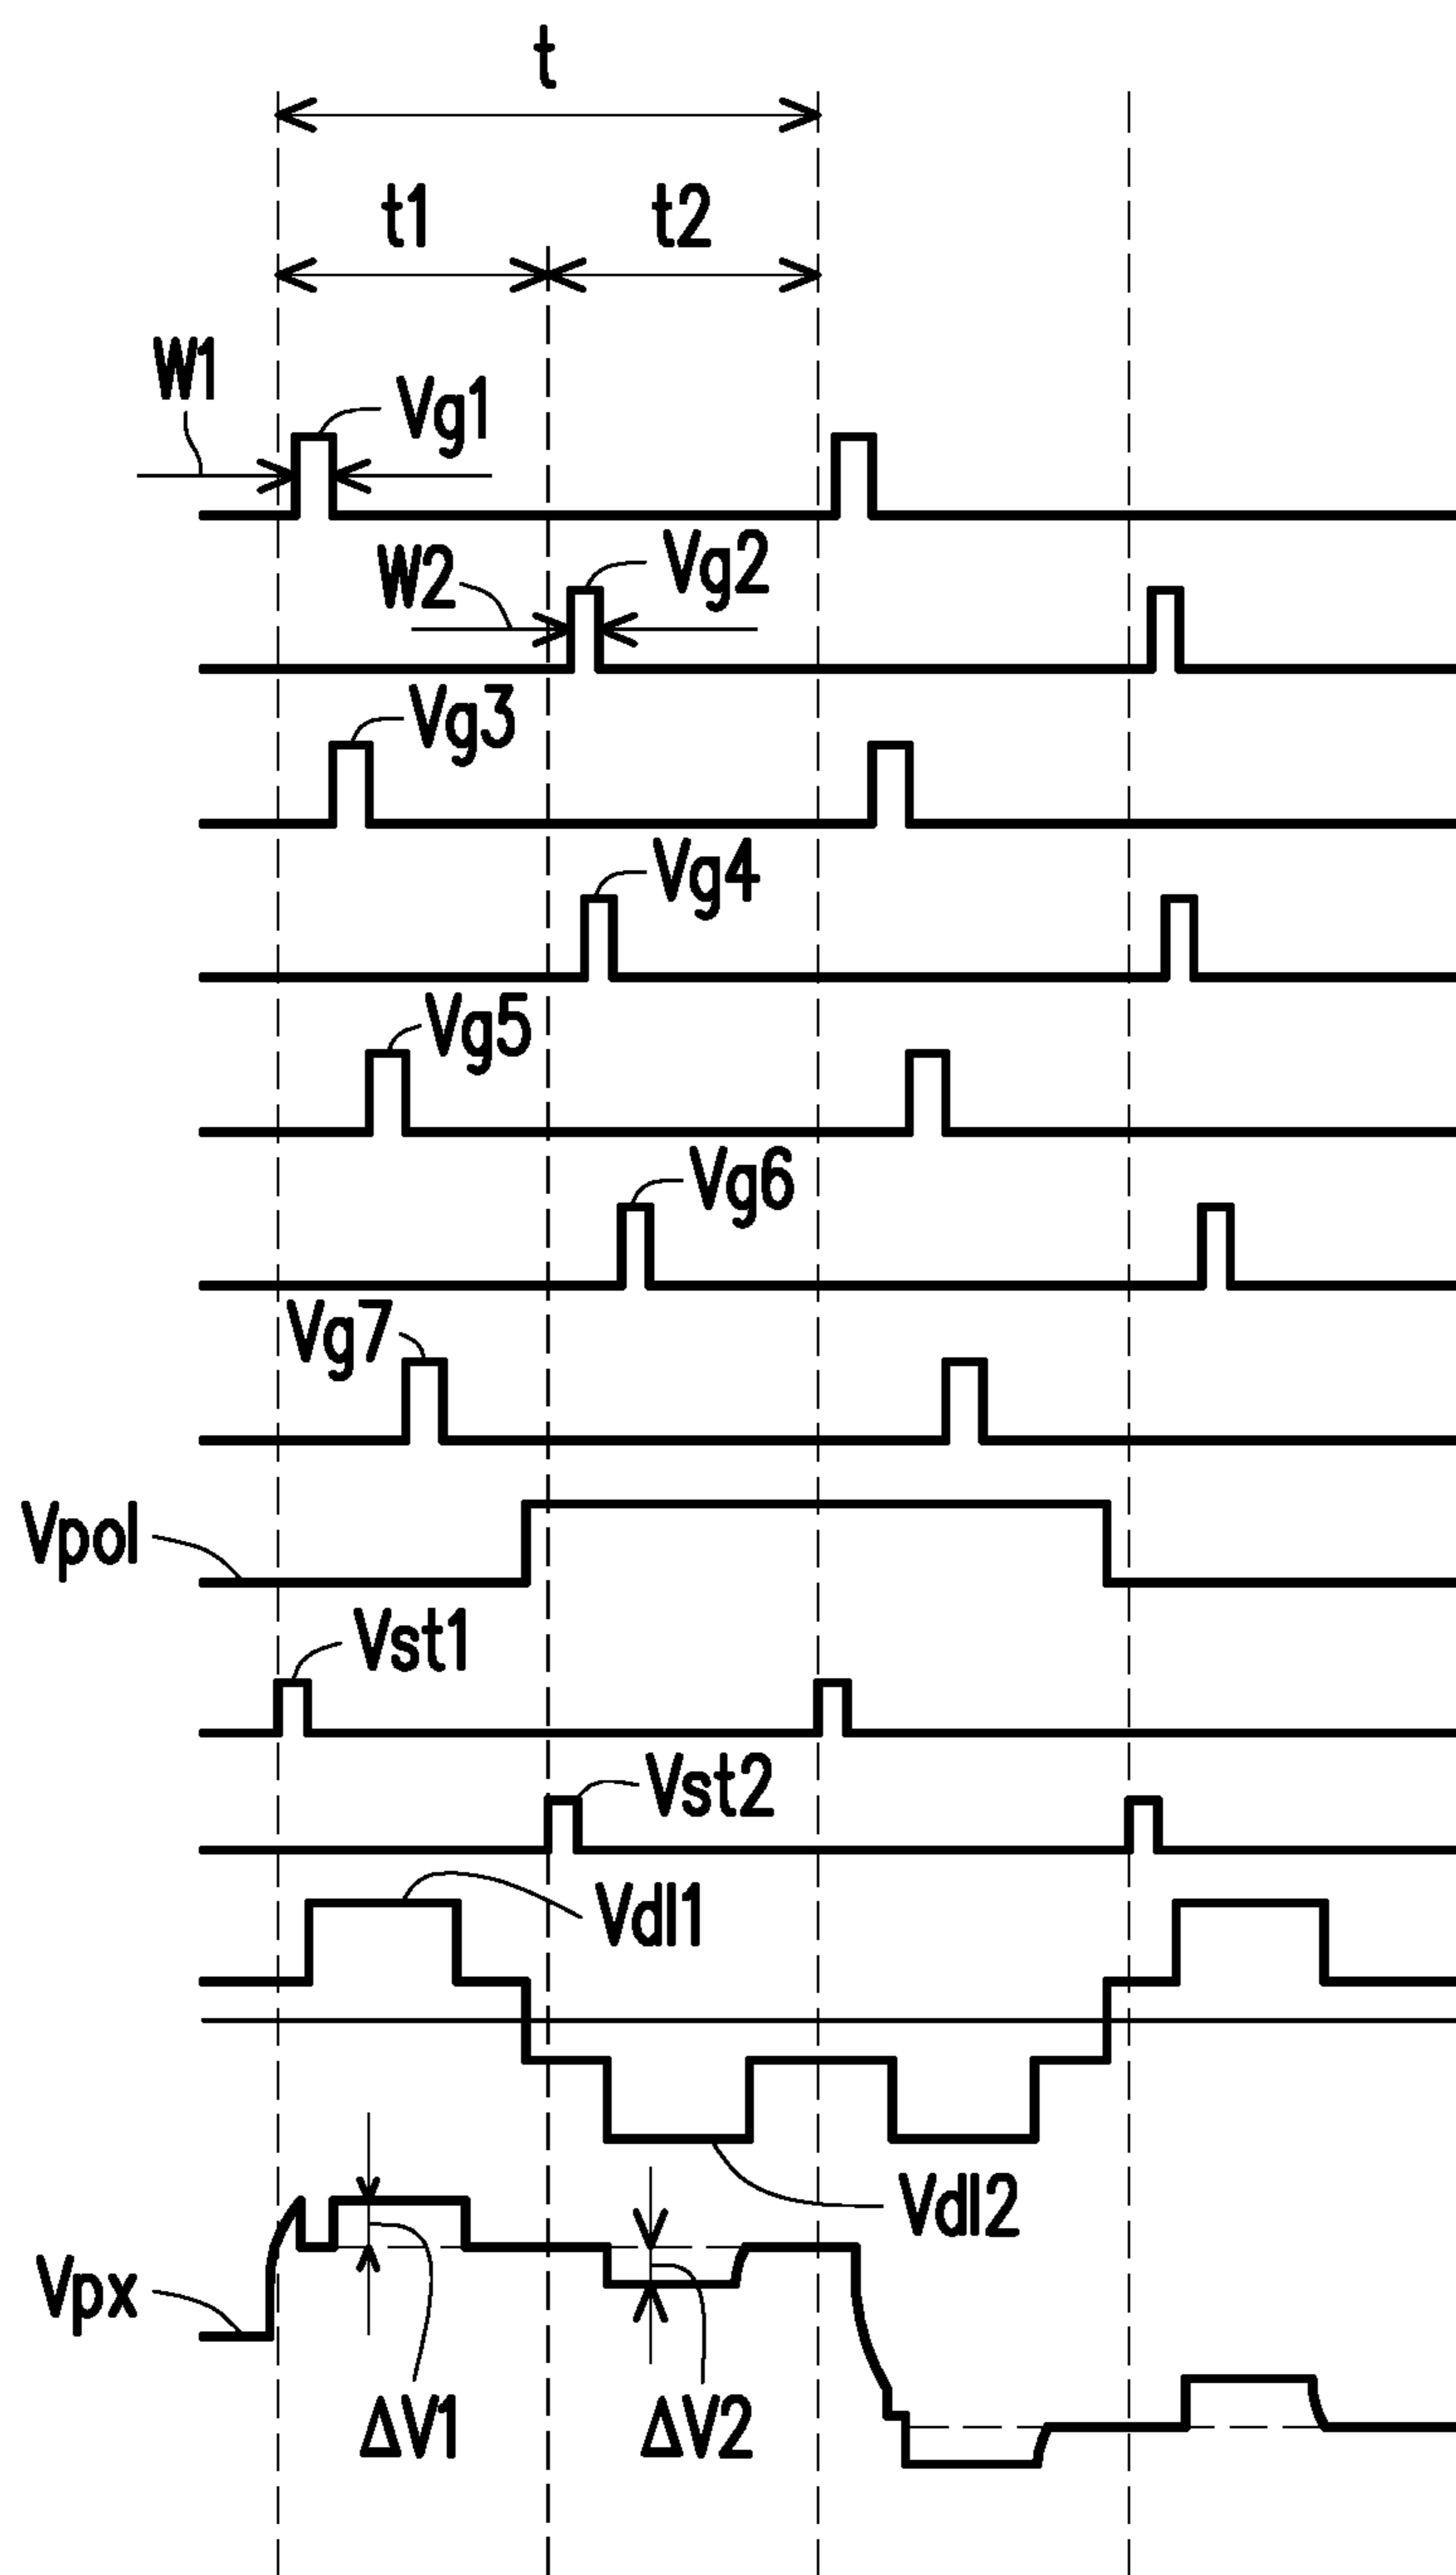 t
t1 t2
W1
Vg1
W2
Vg2
Vg3
Vg4
Vg5
Vg6
Vg7
Vpol
Vst1
Vst2
Vdl1
Vdl2
Vpx
ΔV1 ΔV2